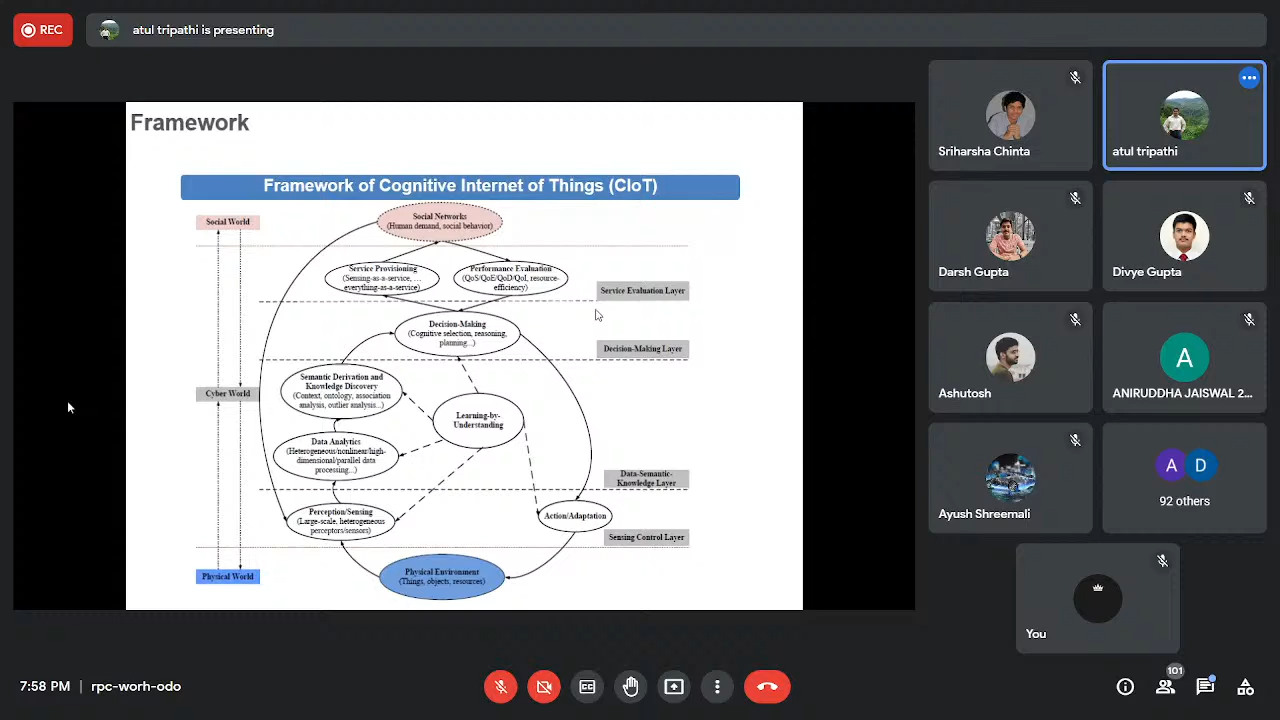 REC
atul tripathi is presenting
Framework
Framework of Cognitive Internet of Things (CIoT)
Social World
Social Networks
(Human demand, social behavior)
Service Provisioning
(Sensing-as-a-service, …
everything-as-a-service)
Performance Evaluation
(QoS/QoE/QoD/QoI, resource-
efficiency)
Service Evaluation Layer
Decision-Making
(Cognitive selection, reasoning,
planning...)
Decision-Making Layer
Semantic Derivation and
Knowledge Discovery
(Context, ontology, association
analysis, outlier analysis...)
Cyber World
Learning-by-
Understanding
Data Analytics
(Heterogeneous/nonlinear/high-
dimensional/parallel data
processing...)
Data-Semantic-
Knowledge Layer
Perception/Sensing
(Large-scale, heterogeneous
perceptors/sensors)
Action/Adaptation
Sensing Control Layer
Physical World
Physical Environment
(Things, objects, resources)
Sriharsha Chinta
atul tripathi
Darsh Gupta
Divye Gupta
Ashutosh
A
ANIRUDDHA JAISWAL 2...
Ayush Shreemali
A D
92 others
You
7:58 PM | rpc-worh-odo
101